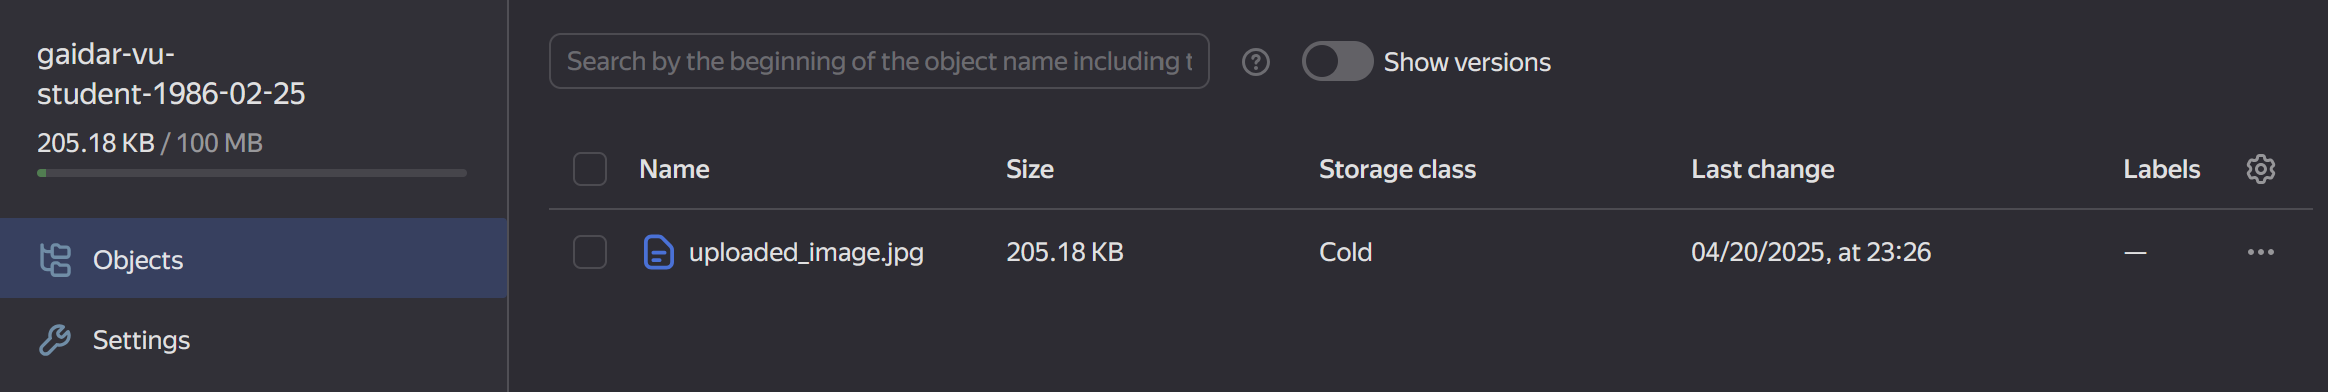 gaidar-vu-
student-1986-02-25
205.18 KB / 100 MB
Objects
Settings
Search by the beginning of the object name including t
Show versions
Name Size Storage class Last change Labels
uploaded_image.jpg 205.18 KB Cold 04/20/2025, at 23:26 —